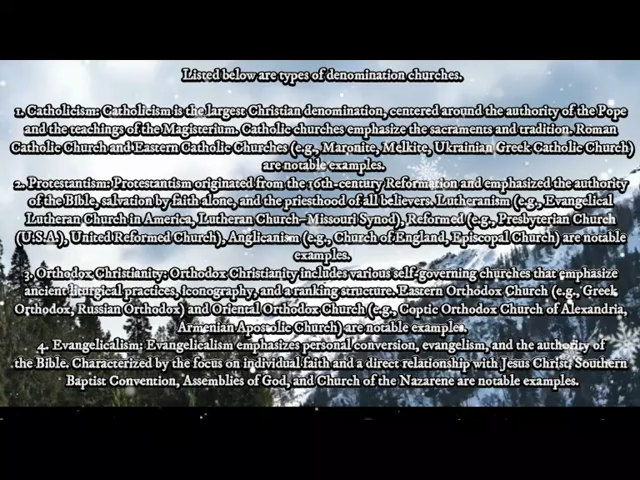 Listed below are types of denomination churches.
1. Catholicism: Catholicism is the largest Christian denomination, centered around the authority of the Pope
and the teachings of the Magisterium. Catholic churches emphasize the sacraments and tradition. Roman
Catholic Church and Eastern Catholic Churches (e.g., Maronite, Melkite, Ukrainian Greek Catholic Church)
are notable examples.
2. Protestantism: Protestantism originated from the 16th-century Reformation and emphasized the authority
of the Bible, salvation by faith alone, and the priesthood of all believers. Lutheranism (e.g., Evangelical
Lutheran Church in America, Lutheran Church–Missouri Synod), Reformed (e.g., Presbyterian Church
(U.S.A.), United Reformed Church), Anglicanism (e.g., Church of England, Episcopal Church) are notable
examples.
3. Orthodox Christianity: Orthodox Christianity includes various self-governing churches that emphasize
ancient liturgical practices, iconography, and a ranking structure. Eastern Orthodox Church (e.g., Greek
Orthodox, Russian Orthodox) and Oriental Orthodox Church (e.g., Coptic Orthodox Church of Alexandria,
Armenian Apostolic Church) are notable examples.
4. Evangelicalism: Evangelicalism emphasizes personal conversion, evangelism, and the authority of
the Bible. Characterized by the focus on individual faith and a direct relationship with Jesus Christ, Southern
Baptist Convention, Assemblies of God, and Church of the Nazarene are notable examples.